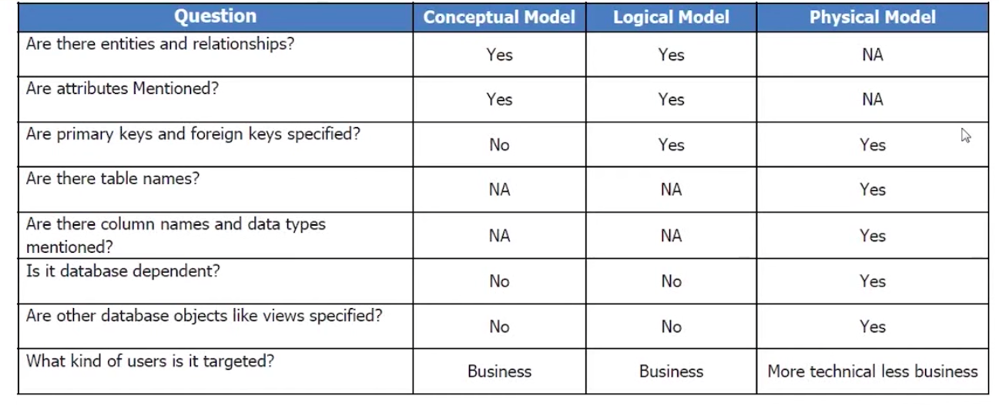 Question Conceptual Model Logical Model Physical Model
Are there entities and relationships? Yes Yes NA
Are attributes Mentioned? Yes Yes NA
Are primary keys and foreign keys specified? No Yes Yes
Are there table names? NA NA Yes
Are there column names and data types
mentioned? NA NA Yes
Is it database dependent? No No Yes
Are other database objects like views specified? No No Yes
What kind of users is it targeted? Business Business More technical less business